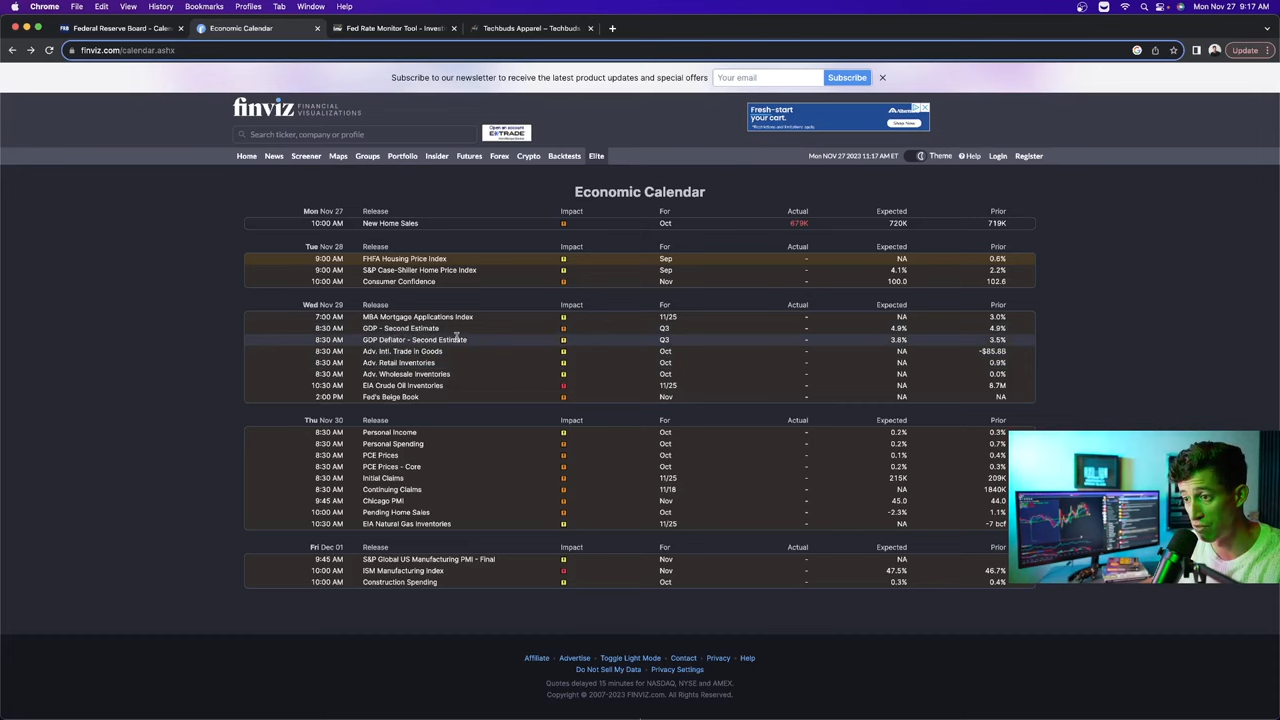 Chrome File Edit View History Bookmarks Profiles Tab Window Help Mon Nov 27 9:17 AM
Federal Reserve Board - Calen Economic Calendar Fed Rate Monitor Tool - Investi Techbuds Apparel – Techbuds
finviz.com/calendar.ashx Update
Subscribe to our newsletter to receive the latest product updates and special offers Your email Subscribe
finviz FINANCIAL VISUALIZATIONS
Fresh-start your cart. Shop Now
*Restrictions and limitations apply.
Search ticker, company or profile Open an account E*TRADE
Home News Screener Maps Groups Portfolio Insider Futures Forex Crypto Backtests Elite Mon NOV 27 2023 11:17 AM ET Theme Help Login Register
Economic Calendar
Mon Nov 27 Release Impact For Actual Expected Prior
10:00 AM New Home Sales Oct 679K 720K 719K
Tue Nov 28 Release Impact For Actual Expected Prior
9:00 AM FHFA Housing Price Index Sep - NA 0.6%
9:00 AM S&P Case-Shiller Home Price Index Sep - 4.1% 2.2%
10:00 AM Consumer Confidence Nov - 100.0 102.6
Wed Nov 29 Release Impact For Actual Expected Prior
7:00 AM MBA Mortgage Applications Index 11/25 - NA 3.0%
8:30 AM GDP - Second Estimate Q3 - 4.9% 4.9%
8:30 AM GDP Deflator - Second Estimate Q3 - 3.8% 3.5%
8:30 AM Adv. Intl. Trade in Goods Oct - NA -$85.8B
8:30 AM Adv. Retail Inventories Oct - NA 0.9%
8:30 AM Adv. Wholesale Inventories Oct - NA 0.0%
10:30 AM EIA Crude Oil Inventories 11/25 - NA 8.7M
2:00 PM Fed's Beige Book Nov - NA NA
Thu Nov 30 Release Impact For Actual Expected Prior
8:30 AM Personal Income Oct - 0.2% 0.3%
8:30 AM Personal Spending Oct - 0.2% 0.7%
8:30 AM PCE Prices Oct - 0.1% 0.4%
8:30 AM PCE Prices - Core Oct - 0.2% 0.3%
8:30 AM Initial Claims 11/25 - 215K 209K
8:30 AM Continuing Claims 11/18 - NA 1840K
9:45 AM Chicago PMI Nov - 45.0 44.0
10:00 AM Pending Home Sales Oct - -2.3% 1.1%
10:30 AM EIA Natural Gas Inventories 11/25 - NA -7 bcf
Fri Dec 01 Release Impact For Actual Expected Prior
9:45 AM S&P Global US Manufacturing PMI - Final Nov - NA
10:00 AM ISM Manufacturing Index Nov - 47.5% 46.7%
10:00 AM Construction Spending Oct - 0.3% 0.4%
Affiliate Advertise Toggle Light Mode Contact Privacy Help
Do Not Sell My Data Privacy Settings
Quotes delayed 15 minutes for NASDAQ, NYSE and AMEX.
Copyright © 2007-2023 FINVIZ.com. All Rights Reserved.